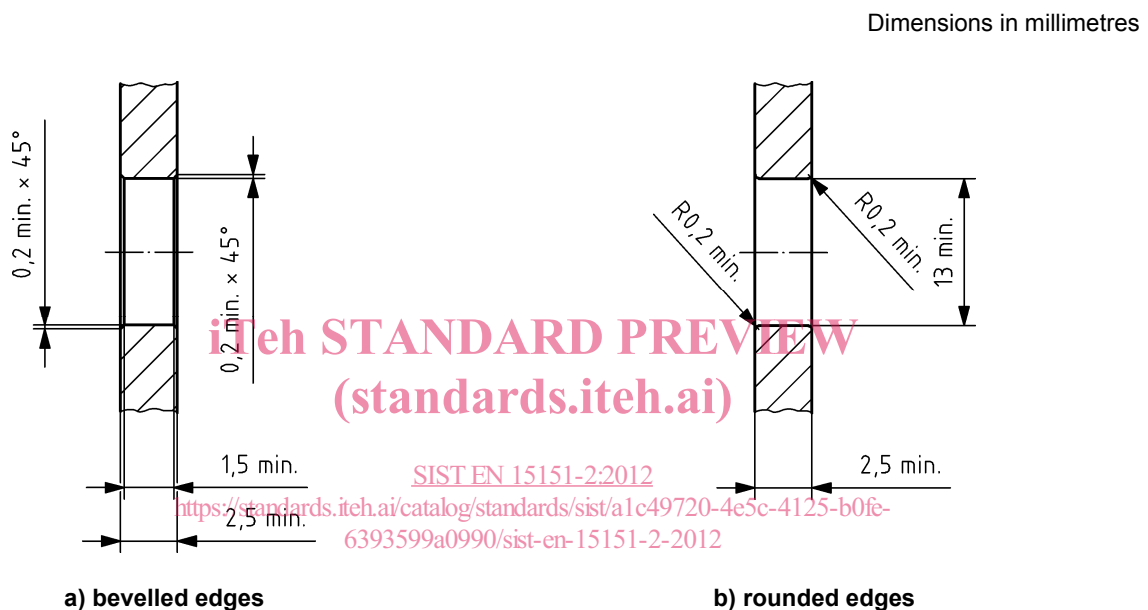 Dimensions in millimetres
0,2 min. × 45°
0,2 min. × 45°
R0,2 min.
R0,2 min.
13 min.
iTeh STANDARD PREVIEW
(standards.iteh.ai)
1,5 min.
2,5 min.
SIST EN 15151-2:2012
https://standards.iteh.ai/catalog/standards/sist/a1c49720-4e5c-4125-b0fe-
2,5 min.
6393599a0990/sist-en-15151-2-2012
a) bevelled edges
b) rounded edges